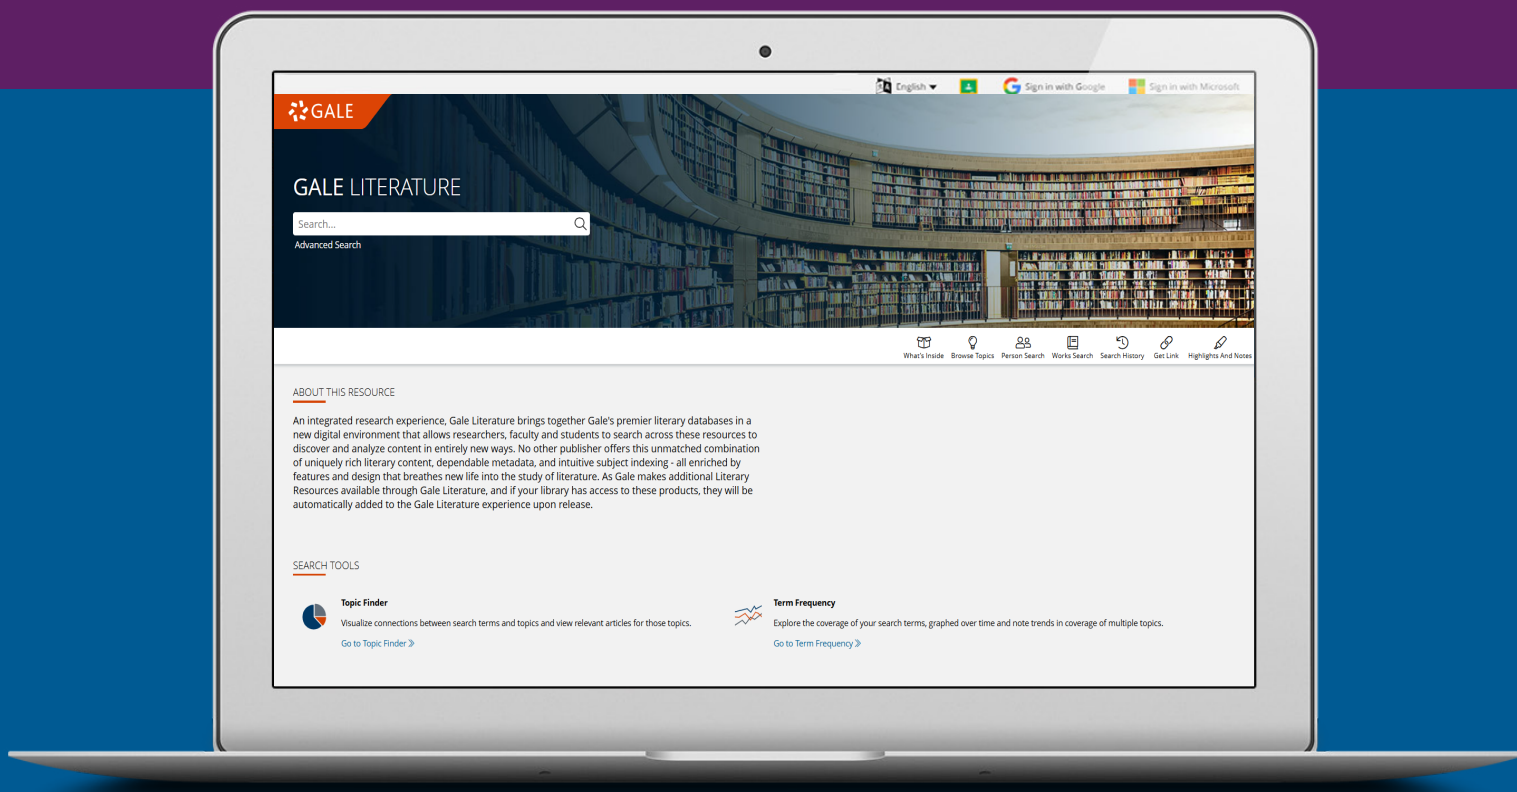 English
Sign in with Google
Sign in with Microsoft
GALE
GALE LITERATURE
Search...
Advanced Search
What's Inside
Browse Topics
Person Search
Works Search
Search History
Get Link
Highlights And Notes
ABOUT THIS RESOURCE
An integrated research experience, Gale Literature brings together Gale's premier literary databases in a
new digital environment that allows researchers, faculty and students to search across these resources to
discover and analyze content in entirely new ways. No other publisher offers this unmatched combination
of uniquely rich literary content, dependable metadata, and intuitive subject indexing - all enriched by
features and design that breathes new life into the study of literature. As Gale makes additional Literary
Resources available through Gale Literature, and if your library has access to these products, they will be
automatically added to the Gale Literature experience upon release.
SEARCH TOOLS
Topic Finder
Visualize connections between search terms and topics and view relevant articles for those topics.
Go to Topic Finder
Term Frequency
Explore the coverage of your search terms, graphed over time and note trends in coverage of multiple topics.
Go to Term Frequency